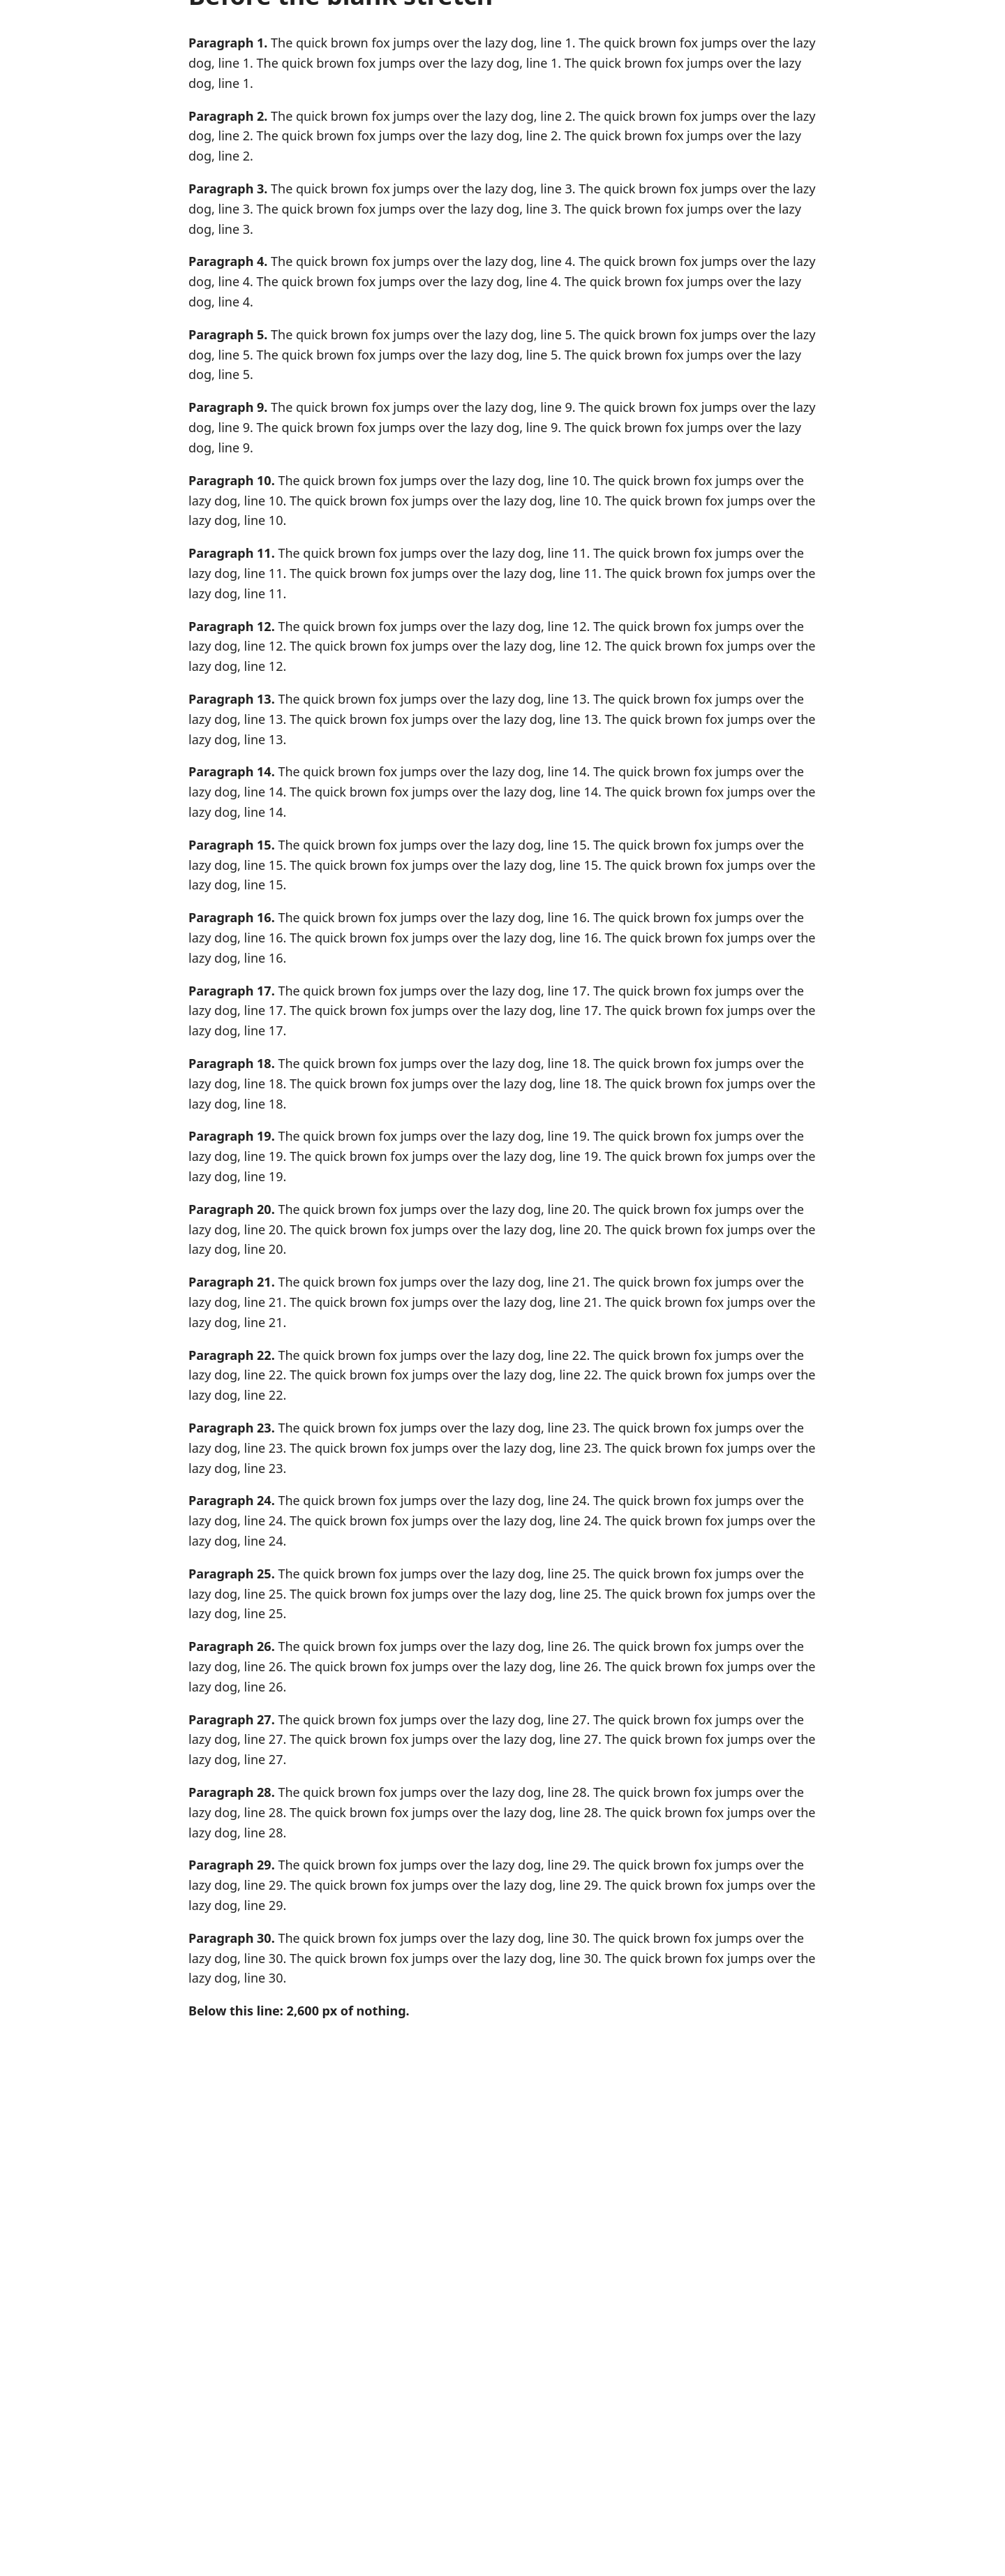 Before the blank stretch
Paragraph 1. The quick brown fox jumps over the lazy dog, line 1. The quick brown fox jumps over the lazy
dog, line 1. The quick brown fox jumps over the lazy dog, line 1. The quick brown fox jumps over the lazy
dog, line 1.
Paragraph 2. The quick brown fox jumps over the lazy dog, line 2. The quick brown fox jumps over the lazy
dog, line 2. The quick brown fox jumps over the lazy dog, line 2. The quick brown fox jumps over the lazy
dog, line 2.
Paragraph 3. The quick brown fox jumps over the lazy dog, line 3. The quick brown fox jumps over the lazy
dog, line 3. The quick brown fox jumps over the lazy dog, line 3. The quick brown fox jumps over the lazy
dog, line 3.
Paragraph 4. The quick brown fox jumps over the lazy dog, line 4. The quick brown fox jumps over the lazy
dog, line 4. The quick brown fox jumps over the lazy dog, line 4. The quick brown fox jumps over the lazy
dog, line 4.
Paragraph 5. The quick brown fox jumps over the lazy dog, line 5. The quick brown fox jumps over the lazy
dog, line 5. The quick brown fox jumps over the lazy dog, line 5. The quick brown fox jumps over the lazy
dog, line 5.
Paragraph 9. The quick brown fox jumps over the lazy dog, line 9. The quick brown fox jumps over the lazy
dog, line 9. The quick brown fox jumps over the lazy dog, line 9. The quick brown fox jumps over the lazy
dog, line 9.
Paragraph 10. The quick brown fox jumps over the lazy dog, line 10. The quick brown fox jumps over the
lazy dog, line 10. The quick brown fox jumps over the lazy dog, line 10. The quick brown fox jumps over the
lazy dog, line 10.
Paragraph 11. The quick brown fox jumps over the lazy dog, line 11. The quick brown fox jumps over the
lazy dog, line 11. The quick brown fox jumps over the lazy dog, line 11. The quick brown fox jumps over the
lazy dog, line 11.
Paragraph 12. The quick brown fox jumps over the lazy dog, line 12. The quick brown fox jumps over the
lazy dog, line 12. The quick brown fox jumps over the lazy dog, line 12. The quick brown fox jumps over the
lazy dog, line 12.
Paragraph 13. The quick brown fox jumps over the lazy dog, line 13. The quick brown fox jumps over the
lazy dog, line 13. The quick brown fox jumps over the lazy dog, line 13. The quick brown fox jumps over the
lazy dog, line 13.
Paragraph 14. The quick brown fox jumps over the lazy dog, line 14. The quick brown fox jumps over the
lazy dog, line 14. The quick brown fox jumps over the lazy dog, line 14. The quick brown fox jumps over the
lazy dog, line 14.
Paragraph 15. The quick brown fox jumps over the lazy dog, line 15. The quick brown fox jumps over the
lazy dog, line 15. The quick brown fox jumps over the lazy dog, line 15. The quick brown fox jumps over the
lazy dog, line 15.
Paragraph 16. The quick brown fox jumps over the lazy dog, line 16. The quick brown fox jumps over the
lazy dog, line 16. The quick brown fox jumps over the lazy dog, line 16. The quick brown fox jumps over the
lazy dog, line 16.
Paragraph 17. The quick brown fox jumps over the lazy dog, line 17. The quick brown fox jumps over the
lazy dog, line 17. The quick brown fox jumps over the lazy dog, line 17. The quick brown fox jumps over the
lazy dog, line 17.
Paragraph 18. The quick brown fox jumps over the lazy dog, line 18. The quick brown fox jumps over the
lazy dog, line 18. The quick brown fox jumps over the lazy dog, line 18. The quick brown fox jumps over the
lazy dog, line 18.
Paragraph 19. The quick brown fox jumps over the lazy dog, line 19. The quick brown fox jumps over the
lazy dog, line 19. The quick brown fox jumps over the lazy dog, line 19. The quick brown fox jumps over the
lazy dog, line 19.
Paragraph 20. The quick brown fox jumps over the lazy dog, line 20. The quick brown fox jumps over the
lazy dog, line 20. The quick brown fox jumps over the lazy dog, line 20. The quick brown fox jumps over the
lazy dog, line 20.
Paragraph 21. The quick brown fox jumps over the lazy dog, line 21. The quick brown fox jumps over the
lazy dog, line 21. The quick brown fox jumps over the lazy dog, line 21. The quick brown fox jumps over the
lazy dog, line 21.
Paragraph 22. The quick brown fox jumps over the lazy dog, line 22. The quick brown fox jumps over the
lazy dog, line 22. The quick brown fox jumps over the lazy dog, line 22. The quick brown fox jumps over the
lazy dog, line 22.
Paragraph 23. The quick brown fox jumps over the lazy dog, line 23. The quick brown fox jumps over the
lazy dog, line 23. The quick brown fox jumps over the lazy dog, line 23. The quick brown fox jumps over the
lazy dog, line 23.
Paragraph 24. The quick brown fox jumps over the lazy dog, line 24. The quick brown fox jumps over the
lazy dog, line 24. The quick brown fox jumps over the lazy dog, line 24. The quick brown fox jumps over the
lazy dog, line 24.
Paragraph 25. The quick brown fox jumps over the lazy dog, line 25. The quick brown fox jumps over the
lazy dog, line 25. The quick brown fox jumps over the lazy dog, line 25. The quick brown fox jumps over the
lazy dog, line 25.
Paragraph 26. The quick brown fox jumps over the lazy dog, line 26. The quick brown fox jumps over the
lazy dog, line 26. The quick brown fox jumps over the lazy dog, line 26. The quick brown fox jumps over the
lazy dog, line 26.
Paragraph 27. The quick brown fox jumps over the lazy dog, line 27. The quick brown fox jumps over the
lazy dog, line 27. The quick brown fox jumps over the lazy dog, line 27. The quick brown fox jumps over the
lazy dog, line 27.
Paragraph 28. The quick brown fox jumps over the lazy dog, line 28. The quick brown fox jumps over the
lazy dog, line 28. The quick brown fox jumps over the lazy dog, line 28. The quick brown fox jumps over the
lazy dog, line 28.
Paragraph 29. The quick brown fox jumps over the lazy dog, line 29. The quick brown fox jumps over the
lazy dog, line 29. The quick brown fox jumps over the lazy dog, line 29. The quick brown fox jumps over the
lazy dog, line 29.
Paragraph 30. The quick brown fox jumps over the lazy dog, line 30. The quick brown fox jumps over the
lazy dog, line 30. The quick brown fox jumps over the lazy dog, line 30. The quick brown fox jumps over the
lazy dog, line 30.
Below this line: 2,600 px of nothing.